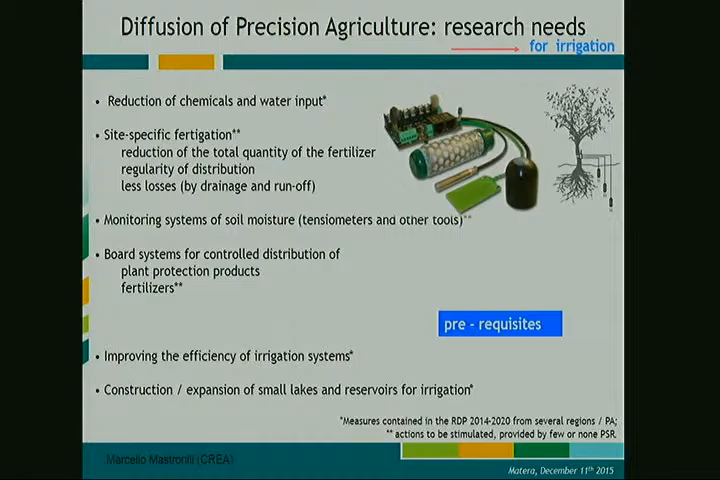 Diffusion of Precision Agriculture: research needs
for irrigation
• Reduction of chemicals and water input*
• Site-specific fertigation**
reduction of the total quantity of the fertilizer
regularity of distribution
less losses (by drainage and run-off)
• Monitoring systems of soil moisture (tensiometers and other tools)**
• Board systems for controlled distribution of
plant protection products
fertilizers**
pre - requisites
• Improving the efficiency of irrigation systems*
• Construction / expansion of small lakes and reservoirs for irrigation*
*Measures contained in the RDP 2014-2020 from several regions / PA;
** actions to be stimulated, provided by few or none PSR.
Marcello Mastrorilli (CREA)
Matera, December 11th 2015